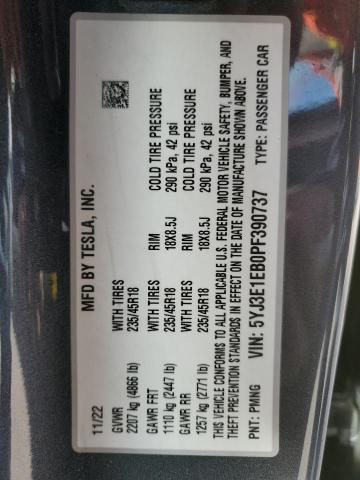 MFD BY TESLA, INC.
11/22
GVWR WITH TIRES RIM COLD TIRE PRESSURE
2207 kg (4866 lb) 235/45R18 18X8.5J 290 kPa, 42 psi
GAWR FRT WITH TIRES RIM COLD TIRE PRESSURE
1110 kg (2447 lb) 235/45R18 18X8.5J 290 kPa, 42 psi
GAWR RR
1257 kg (2771 lb)
THIS VEHICLE CONFORMS TO ALL APPLICABLE U.S. FEDERAL MOTOR VEHICLE SAFETY, BUMPER, AND
THEFT PREVENTION STANDARDS IN EFFECT ON THE DATE OF MANUFACTURE SHOWN ABOVE.
PNT: PMNG VIN: 5YJ3E1EB0PF390737 TYPE: PASSENGER CAR